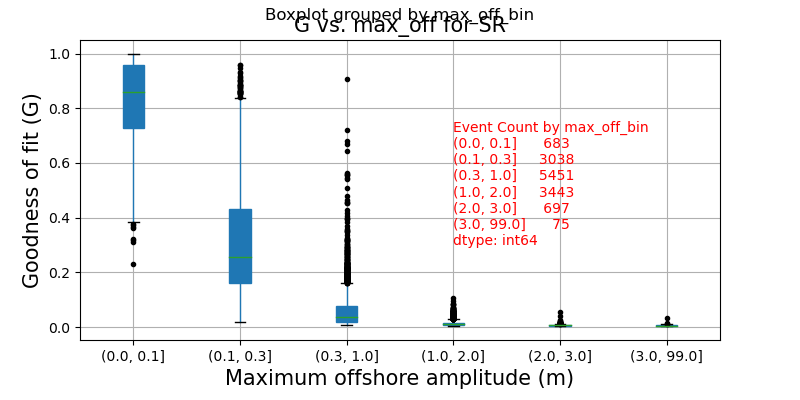 Boxplot grouped by max_off_bin
G vs. max_off for SR
Goodness of fit (G)
1.0
0.8
0.6
0.4
0.2
0.0
Event Count by max_off_bin
(0.0, 0.1] 683
(0.1, 0.3] 3038
(0.3, 1.0] 5451
(1.0, 2.0] 3443
(2.0, 3.0] 697
(3.0, 99.0] 75
dtype: int64
(0.0, 0.1] (0.1, 0.3] (0.3, 1.0] (1.0, 2.0] (2.0, 3.0] (3.0, 99.0]
Maximum offshore amplitude (m)